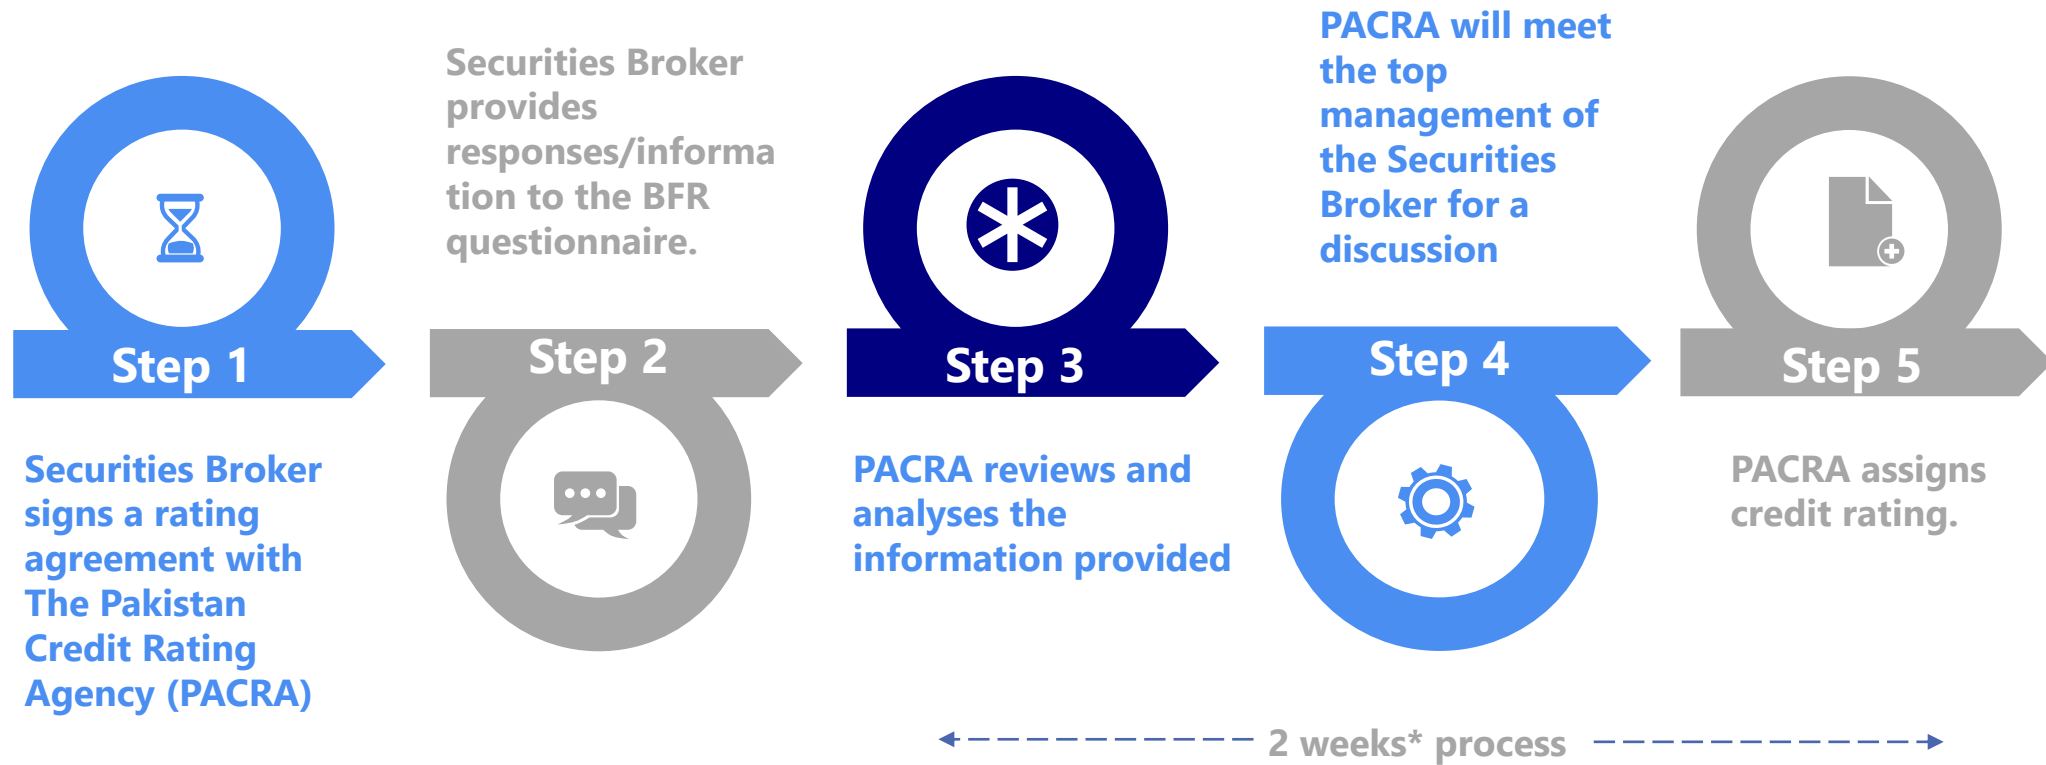 Step 1
Securities Broker
signs a rating
agreement with
The Pakistan
Credit Rating
Agency (PACRA)
Securities Broker
provides
responses/informa
tion to the BFR
questionnaire.
Step 2
Step 3
PACRA reviews and
analyses the
information provided
PACRA will meet
the top
management of
the Securities
Broker for a
discussion
Step 4
Step 5
PACRA assigns
credit rating.
2 weeks* process